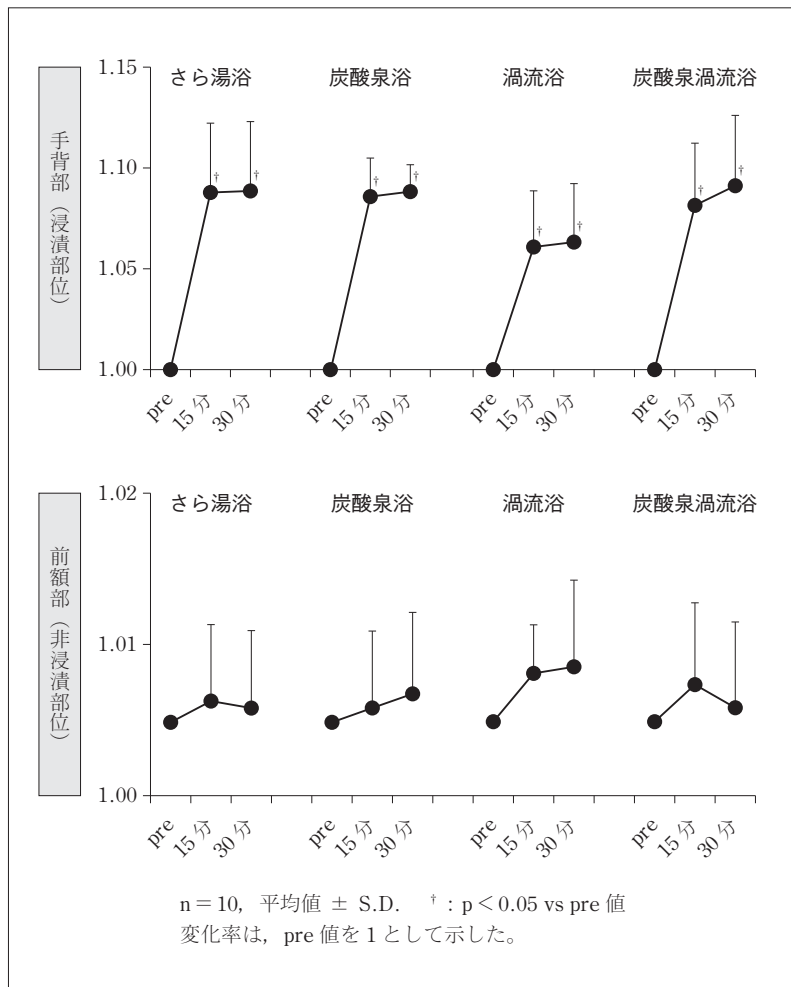 手背部（浸漬部位）
1.15
1.10
1.05
1.00
さら湯浴
炭酸泉浴
渦流浴
炭酸泉渦流浴
†
†
†
†
†
†
†
†
pre
15分
30分
pre
15分
30分
pre
15分
30分
pre
15分
30分
前額部（非浸漬部位）
1.02
1.01
1.00
さら湯浴
炭酸泉浴
渦流浴
炭酸泉渦流浴
pre
15分
30分
pre
15分
30分
pre
15分
30分
pre
15分
30分
n＝10，平均値 ± S.D. †：p＜0.05 vs pre 値
変化率は，pre 値を 1 として示した。